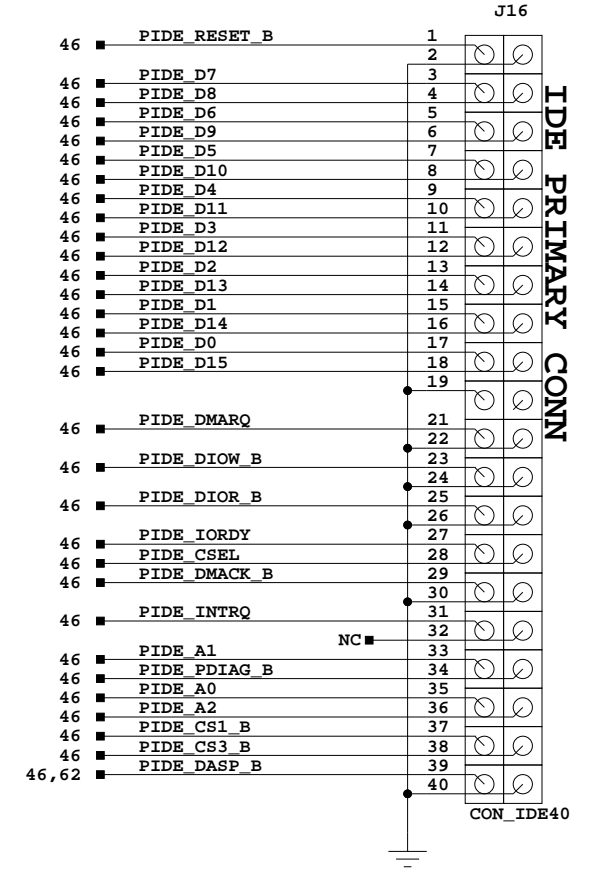 J16
PIDE_RESET_B 1
46
2
PIDE_D7 3
46
PIDE_D8 4
46
PIDE_D6 5
46
PIDE_D9 6
46
PIDE_D5 7
46
PIDE_D10 8
46
PIDE_D4 9
46
PIDE_D11 10
46
PIDE_D3 11
46
PIDE_D12 12
46
PIDE_D2 13
46
PIDE_D13 14
46
PIDE_D1 15
46
PIDE_D14 16
46
PIDE_D0 17
46
PIDE_D15 18
46
19
PIDE_DMARQ 21
46
22
PIDE_DIOW_B 23
46
24
PIDE_DIOR_B 25
46
26
PIDE_IORDY 27
46
PIDE_CSEL 28
46
PIDE_DMACK_B 29
46
30
PIDE_INTRQ 31
46
32
NC
PIDE_A1 33
46
PIDE_PDIAG_B 34
46
PIDE_A0 35
46
PIDE_A2 36
46
PIDE_CS1_B 37
46
PIDE_CS3_B 38
46
PIDE_DASP_B 39
46,62
40
CON_IDE40
IDE PRIMARY CONN